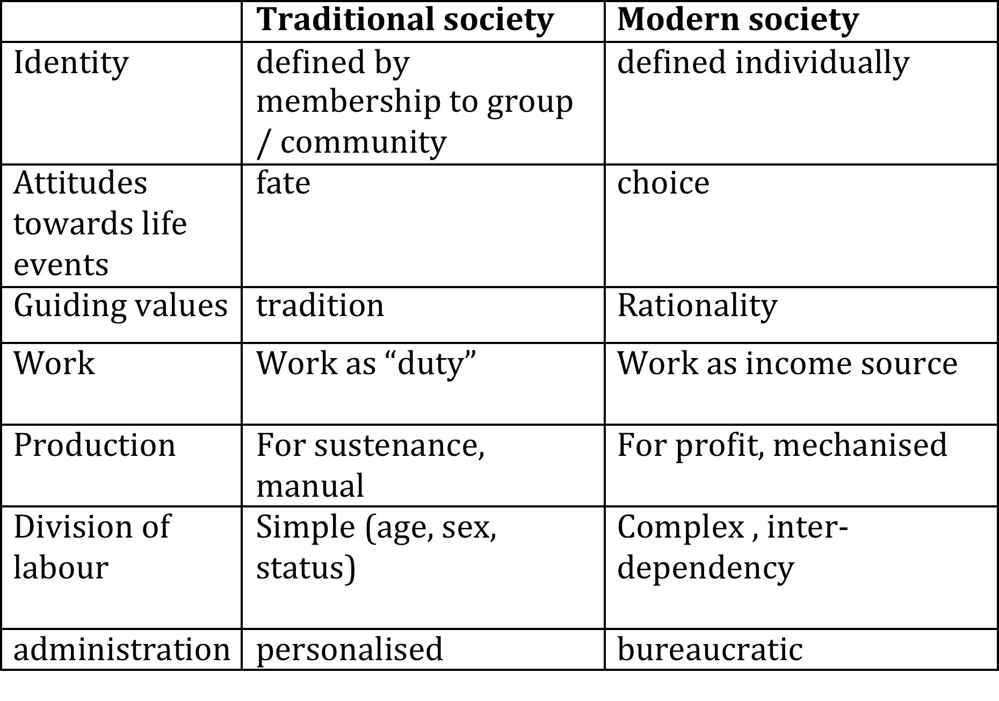 Traditional society Modern society
Identity defined by defined individually
membership to group
/ community
Attitudes fate choice
towards life
events
Guiding values tradition Rationality
Work Work as “duty” Work as income source
Production For sustenance, For profit, mechanised
manual
Division of Simple (age, sex, Complex , inter-
labour status) dependency
administration personalised bureaucratic